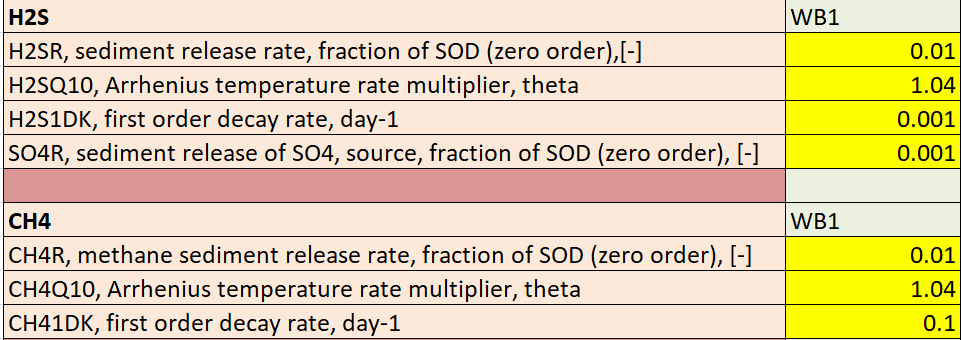 H2S WB1
H2SR, sediment release rate, fraction of SOD (zero order),[-] 0.01
H2SQ10, Arrhenius temperature rate multiplier, theta 1.04
H2S1DK, first order decay rate, day-1 0.001
SO4R, sediment release of SO4, source, fraction of SOD (zero order), [-] 0.001
CH4 WB1
CH4R, methane sediment release rate, fraction of SOD (zero order), [-] 0.01
CH4Q10, Arrhenius temperature rate multiplier, theta 1.04
CH41DK, first order decay rate, day-1 0.1